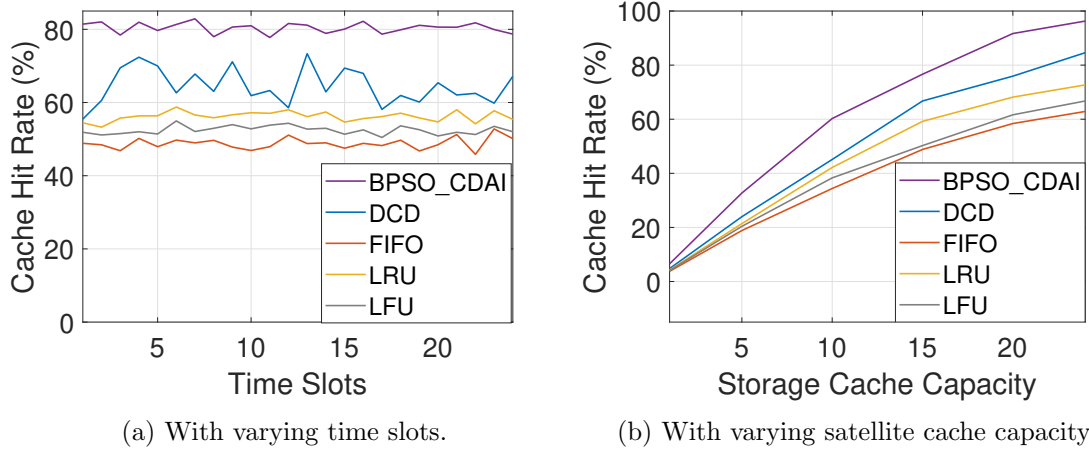 Cache Hit Rate (%)
80
60
40
20
0
BPSO_CDAI
DCD
FIFO
LRU
LFU
5
10
15
20
Time Slots
(a) With varying time slots.
Cache Hit Rate (%)
100
80
60
40
20
0
BPSO_CDAI
DCD
FIFO
LRU
LFU
5
10
15
20
Storage Cache Capacity
(b) With varying satellite cache capacity